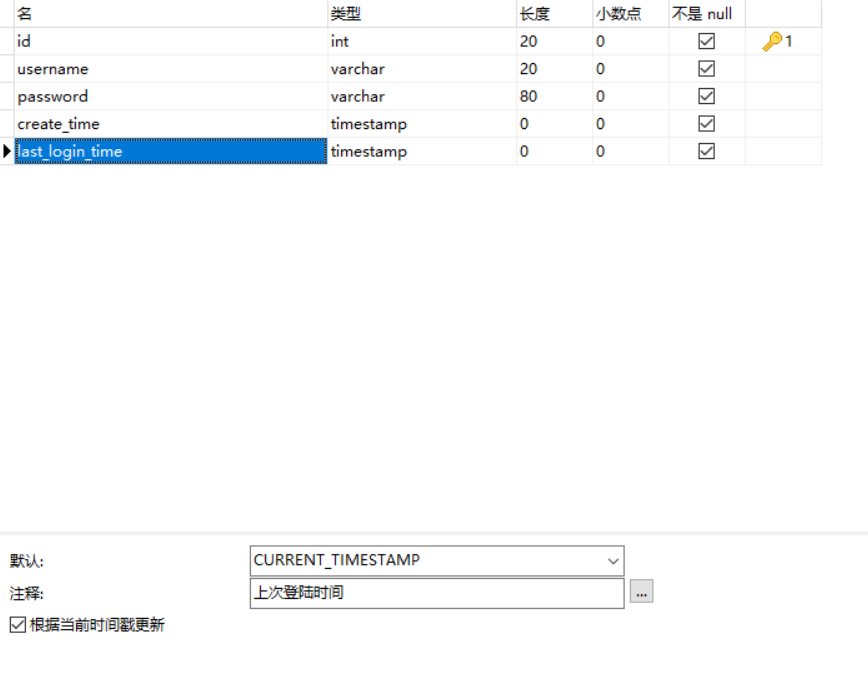 名 类型 长度 小数点 不是 null
id int 20 0 1
username varchar 20 0
password varchar 80 0
create_time timestamp 0 0
last_login_time timestamp 0 0
默认: CURRENT_TIMESTAMP
注释: 上次登陆时间 ...
根据当前时间戳更新